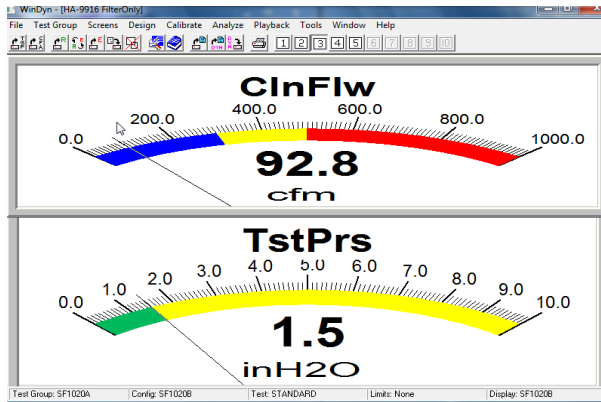 WinDyn - [HA-9916 FilterOnly]
File Test Group Screens Design Calibrate Analyze Playback Tools Window Help
1 2 3 4 5 6 7 8 9 10
ClnFlw
0.0 200.0 400.0 600.0 800.0 1000.0
92.8
cfm
TstPrs
0.0 1.0 2.0 3.0 4.0 5.0 6.0 7.0 8.0 9.0 10.0
1.5
inH2O
Test Group: SF1020A Config: SF1020B Test: STANDARD Limits: None Display: SF1020B